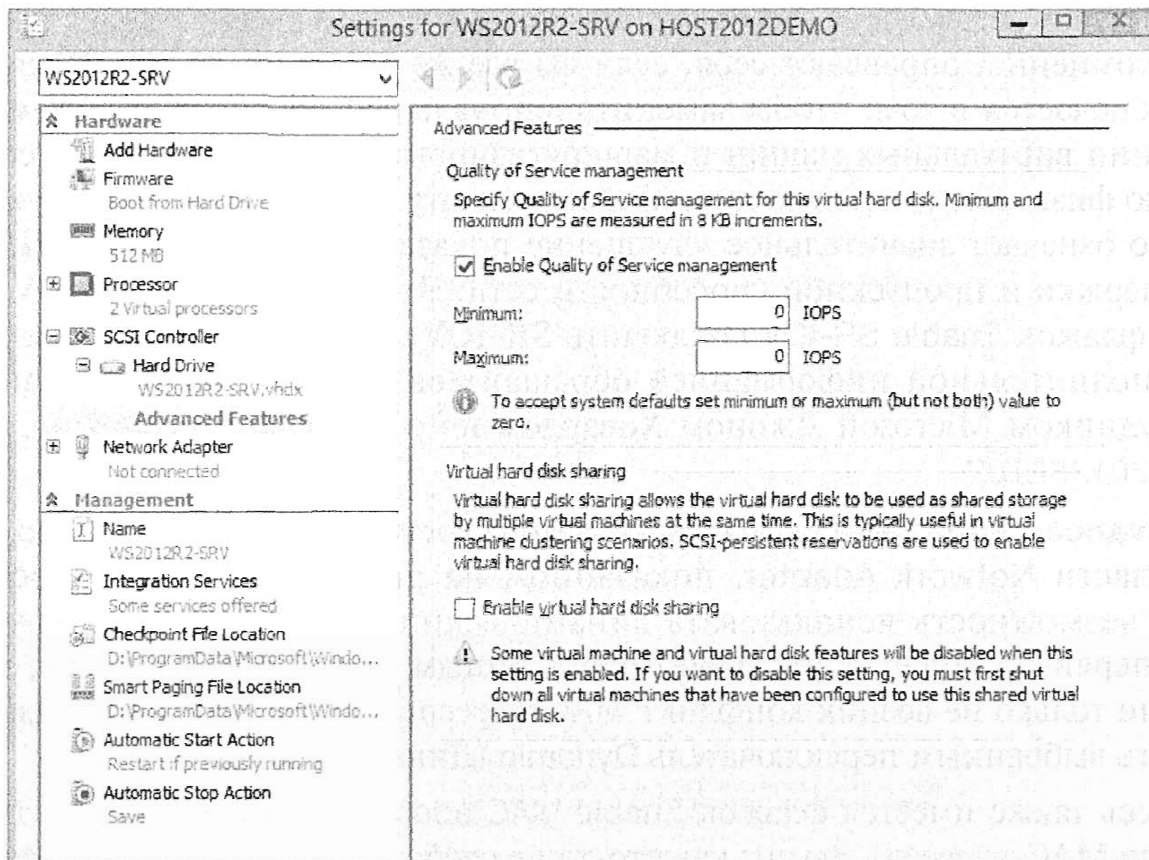 Settings for WS2012R2-SRV on HOST2012DEMO
WS2012R2-SRV
Hardware
Add Hardware
Firmware
Boot from Hard Drive
Memory
512 MB
Processor
2 Virtual processors
SCSI Controller
Hard Drive
WS2012R2-SRV.vhdx
Advanced Features
Network Adapter
Not connected
Management
Name
WS2012R2-SRV
Integration Services
Some services offered
Checkpoint File Location
D:\ProgramData\Microsoft\Windo...
Smart Paging File Location
D:\ProgramData\Microsoft\Windo...
Automatic Start Action
Restart if previously running
Automatic Stop Action
Save
Advanced Features
Quality of Service management
Specify Quality of Service management for this virtual hard disk. Minimum and
maximum IOPS are measured in 8 KB increments.
Enable Quality of Service management
Minimum: 0 IOPS
Maximum: 0 IOPS
To accept system defaults set minimum or maximum (but not both) value to
zero.
Virtual hard disk sharing
Virtual hard disk sharing allows the virtual hard disk to be used as shared storage
by multiple virtual machines at the same time. This is typically useful in virtual
machine clustering scenarios. SCSI-persistent reservations are used to enable
virtual hard disk sharing.
Enable virtual hard disk sharing
Some virtual machine and virtual hard disk features will be disabled when this
setting is enabled. If you want to disable this setting, you must first shut
down all virtual machines that have been configured to use this shared virtual
hard disk.